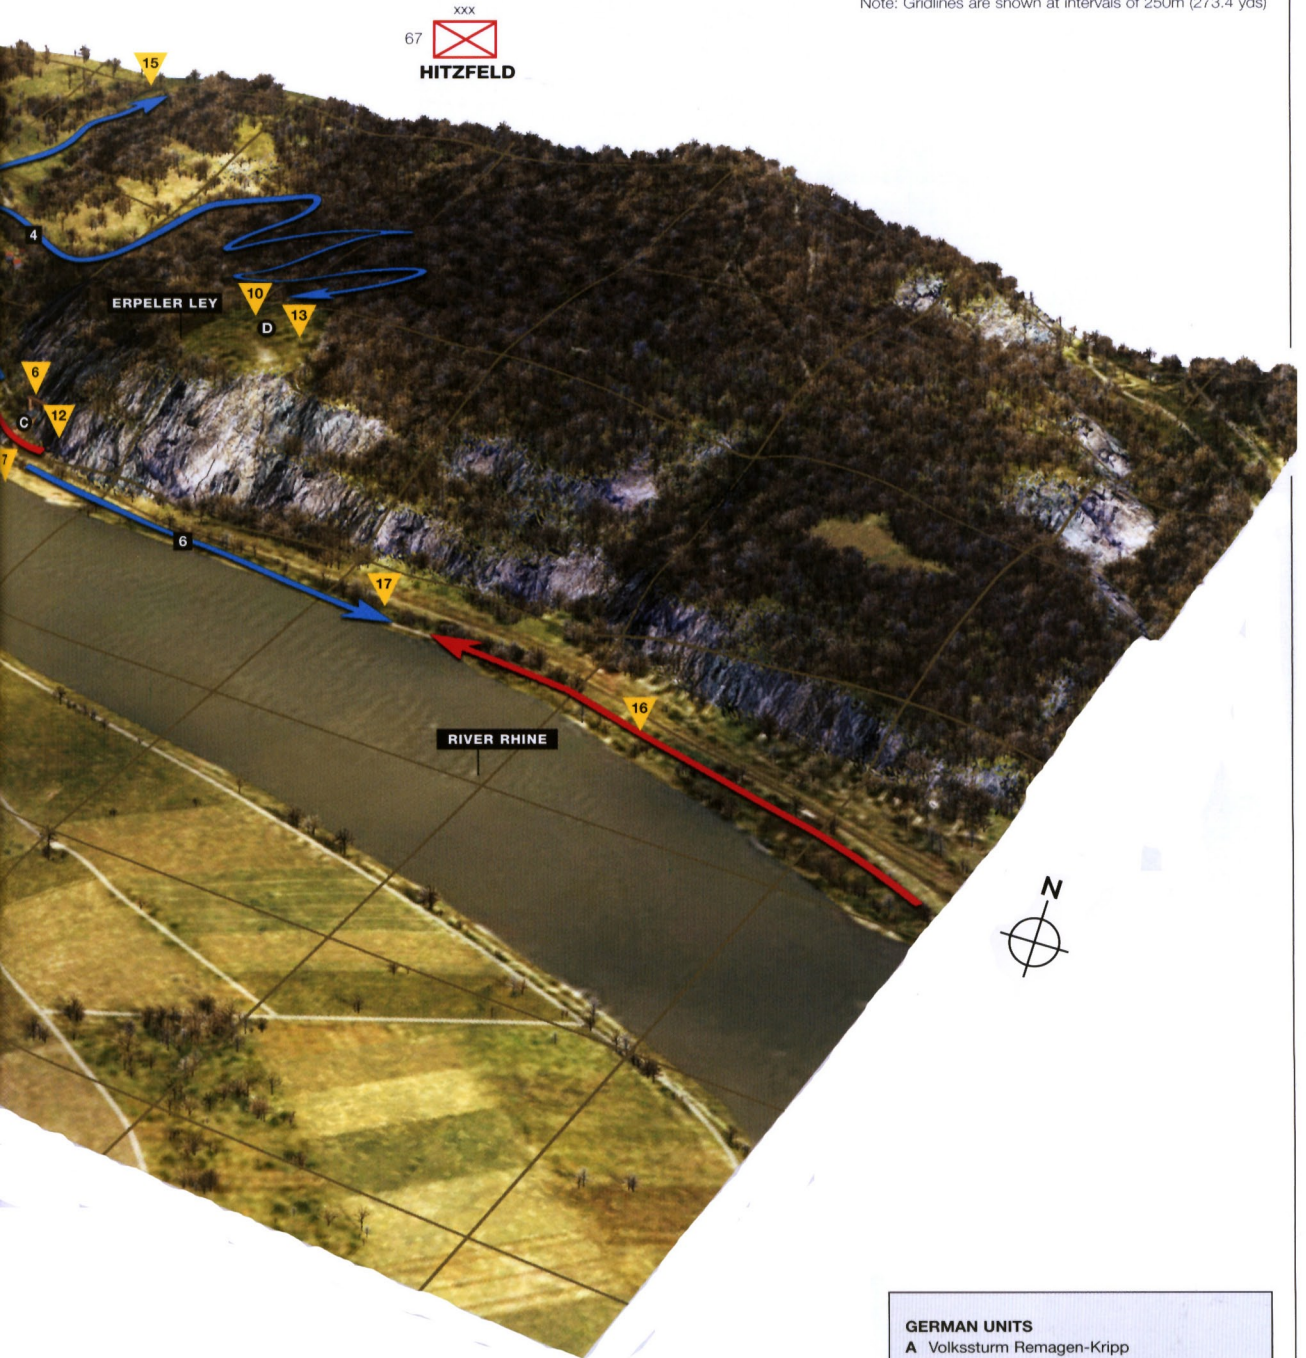 Note: Gridlines are shown at intervals of 250m (273.4 yds)
xxx
67
HITZFELD
15
4
10
ERPELER LEY
13
D
6
12
C
7
6
17
16
RIVER RHINE
N
GERMAN UNITS
A Volkssturm Remagen-Kripp